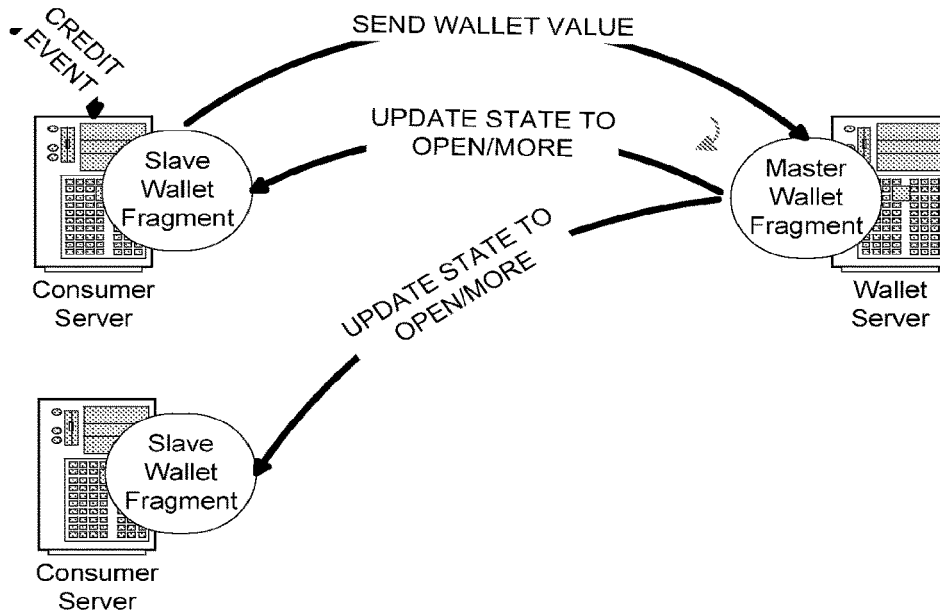 CREDIT
EVENT
SEND WALLET VALUE
UPDATE STATE TO
OPEN/MORE
Slave
Wallet
Fragment
Master
Wallet
Fragment
Consumer
Server
Wallet
Server
UPDATE STATE TO
OPEN/MORE
Slave
Wallet
Fragment
Consumer
Server